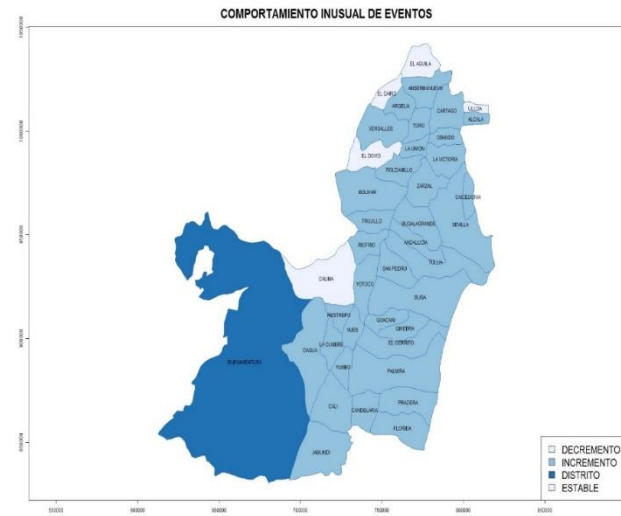 COMPORTAMIENTO INUSUAL DE EVENTOS
EL AGUILA
EL CAIRO
ANSERMANUEVO
ARGELIA
CARTAGO
ULLOA
ALCALA
VERSALLES
TORO
OBANDO
EL DOVIO
LA UNION
LA VICTORIA
ROLDANILLO
ZARZAL
BOLIVAR
CAICEDONIA
TRUJILLO
BUGALAGRANDE
SEVILLA
RIOFRIO
ANDALUCIA
TULUA
SAN PEDRO
CALIMA
YOTOCO
BUGA
RESTREPO
GUACARI
VIJES
GINEBRA
LA CUMBRE
EL CERRITO
DAGUA
BUENAVENTURA
YUMBO
PALMIRA
CALI
CANDELARIA
PRADERA
FLORIDA
JAMUNDI
DECREMENTO
INCREMENTO
DISTRITO
ESTABLE